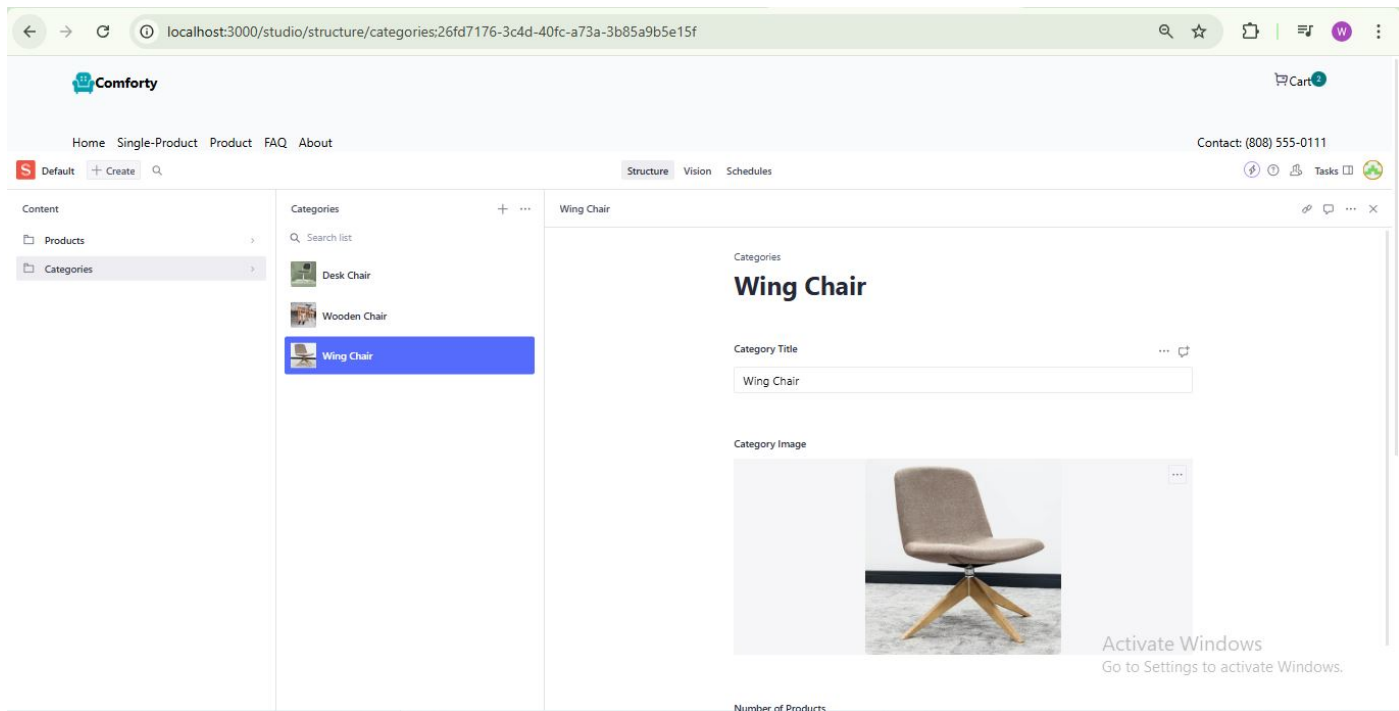 localhost:3000/studio/structure/categories;26fd7176-3c4d-40fc-a73a-3b85a9b5e15f
W
Comforty
Cart 2
Home Single-Product Product FAQ About
Contact: (808) 555-0111
S Default + Create
Structure Vision Schedules
Tasks
Content
Categories
Wing Chair
Products
Search list
Categories
Desk Chair
Wooden Chair
Wing Chair
Categories
Wing Chair
Category Title
Wing Chair
Category Image
Activate Windows
Go to Settings to activate Windows.
Number of Products